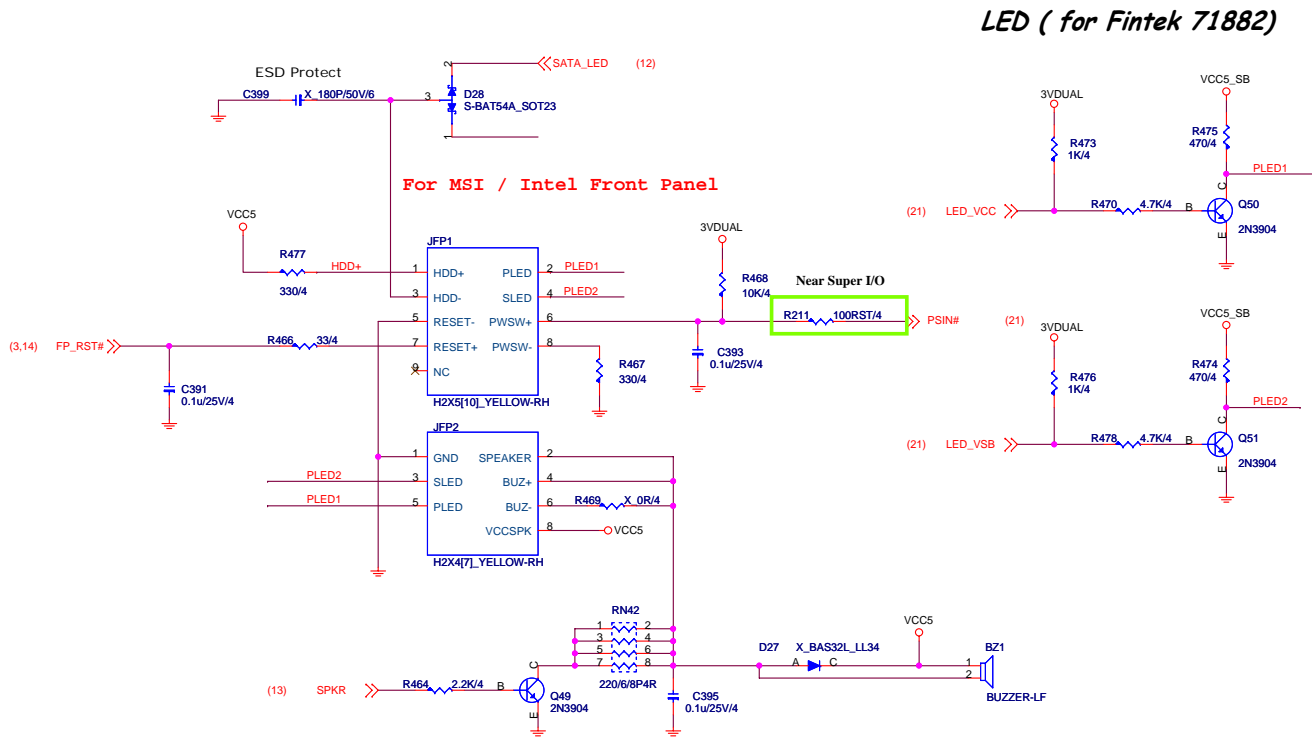 LED ( for Fintek 71882)
ESD Protect
SATA_LED (12)
C399 X_180P/50V/6
2
3
1
D28
S-BAT54A_SOT23
For MSI / Intel Front Panel
VCC5
R477
330/4
HDD+
JFP1
1 HDD+ PLED 2 PLED1
3 HDD- SLED 4 PLED2
5 RESET- PWSW+ 6
7 RESET+ PWSW- 8
9 NC
H2X5[10]_YELLOW-RH
(3,14) FP_RST#
R466 33/4
C391
0.1u/25V/4
3VDUAL
R468
10K/4
Near Super I/O
R211 100RST/4
PSIN# (21)
C393
0.1u/25V/4
R467
330/4
JFP2
1 GND SPEAKER 2
PLED2 3 SLED BUZ+ 4
PLED1 5 PLED BUZ- 6
VCCSPK 8 VCC5
H2X4[7]_YELLOW-RH
R469 X_0R/4
RN42
1 2
3 4
5 6
7 8
220/6/8P4R
(13) SPKR
R464 2.2K/4
B
C
E
Q49
2N3904
C395
0.1u/25V/4
D27 X_BAS32L_LL34
A C
VCC5
BZ1
1
2
BUZZER-LF
3VDUAL
R473
1K/4
VCC5_SB
R475
470/4
PLED1
(21) LED_VCC
R470 4.7K/4
B
C
E
Q50
2N3904
3VDUAL
R476
1K/4
VCC5_SB
R474
470/4
PLED2
(21) LED_VSB
R478 4.7K/4
B
C
E
Q51
2N3904